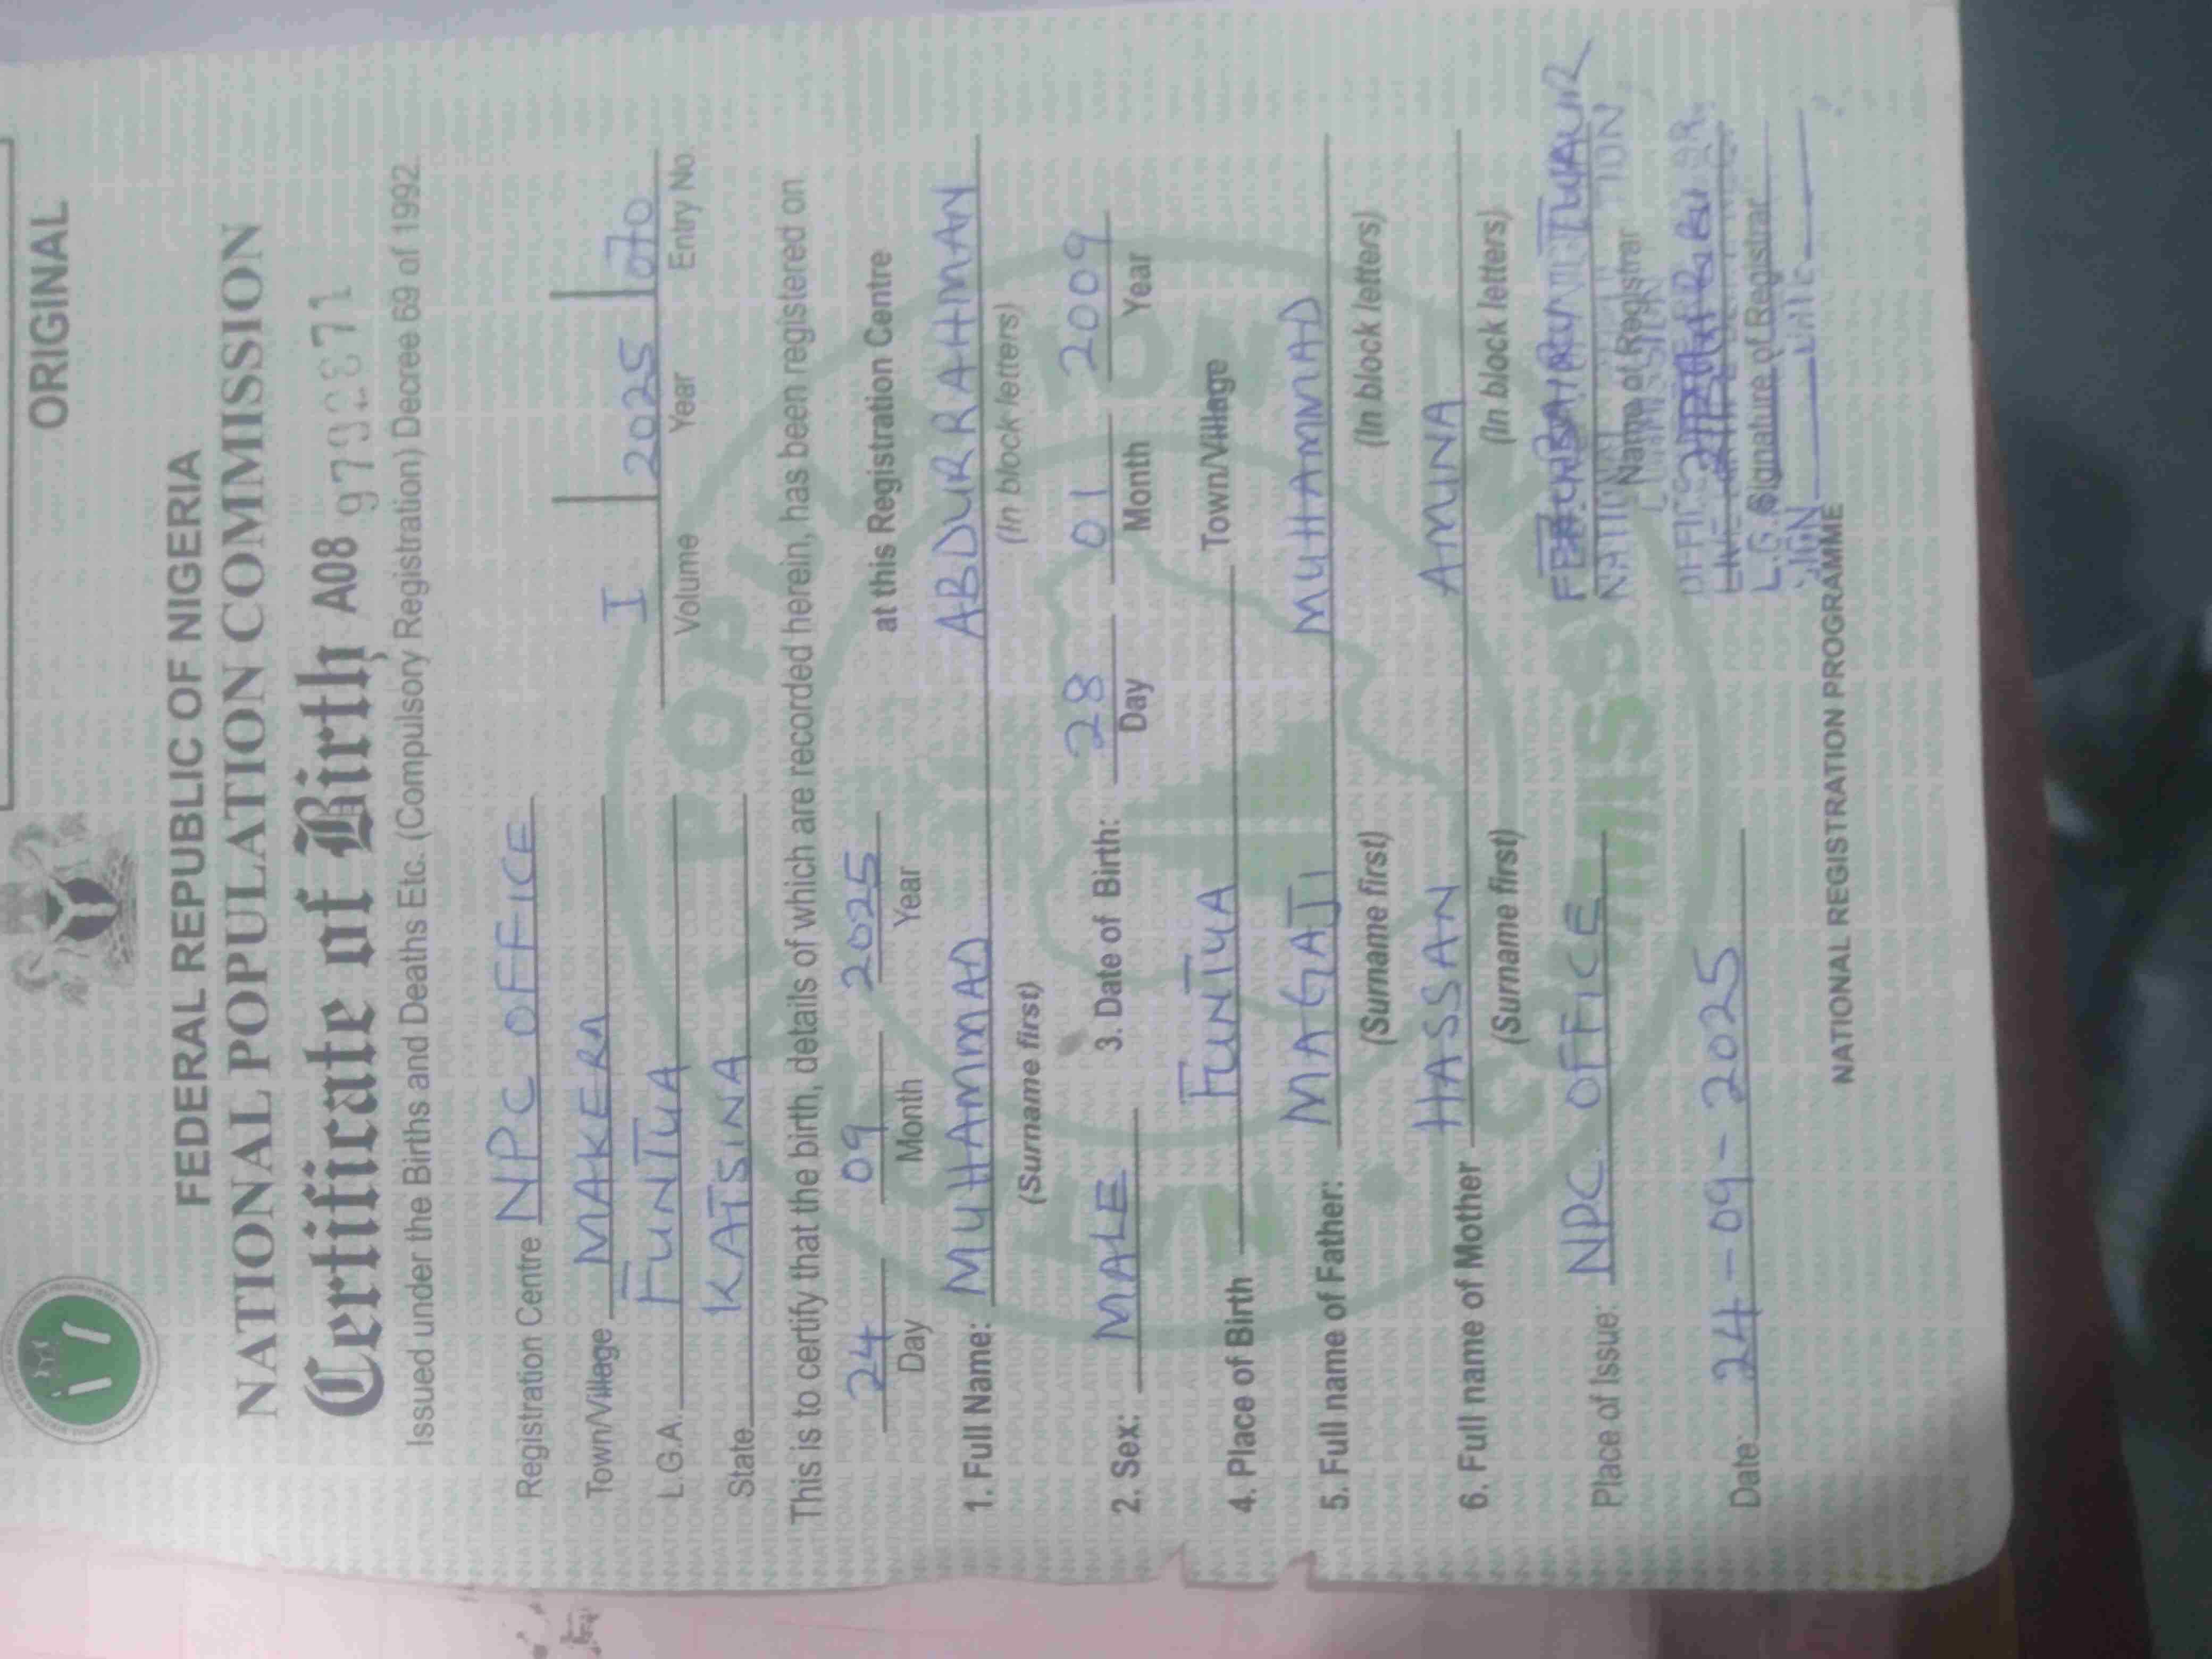 ORIGINAL
FEDERAL REPUBLIC OF NIGERIA
NATIONAL POPULATION COMMISSION
Certificate of Birth, A08
Issued under the Births and Deaths Etc. (Compulsory Registration) Decree 69 of 1992
Registration Centre NPC OFFICE
Town/Village MAKERA
I 2025 070
Volume Year Entry No.
L.G.A. FUNTUA
State KATSINA
This is to certify that the birth, details of which are recorded herein, has been registered on
24 09 2025 at this Registration Centre
Day Month Year
1. Full Name: MUHAMMAD ABDURRAHMAN
(Surname first) (In block letters)
2. Sex: MALE 3. Date of Birth: 28 01 2009
Day Month Year
4. Place of Birth FUNTUA Town/Village
5. Full name of Father: MAGAJI MUHAMMAD
(Surname first) (In block letters)
6. Full name of Mother HASSAN AMINA
(Surname first) (In block letters)
Place of Issue: NPC OFFICE
Name of Registrar
Date: 24-09-2025
Signature of Registrar
SIGN DATE
NATIONAL REGISTRATION PROGRAMME